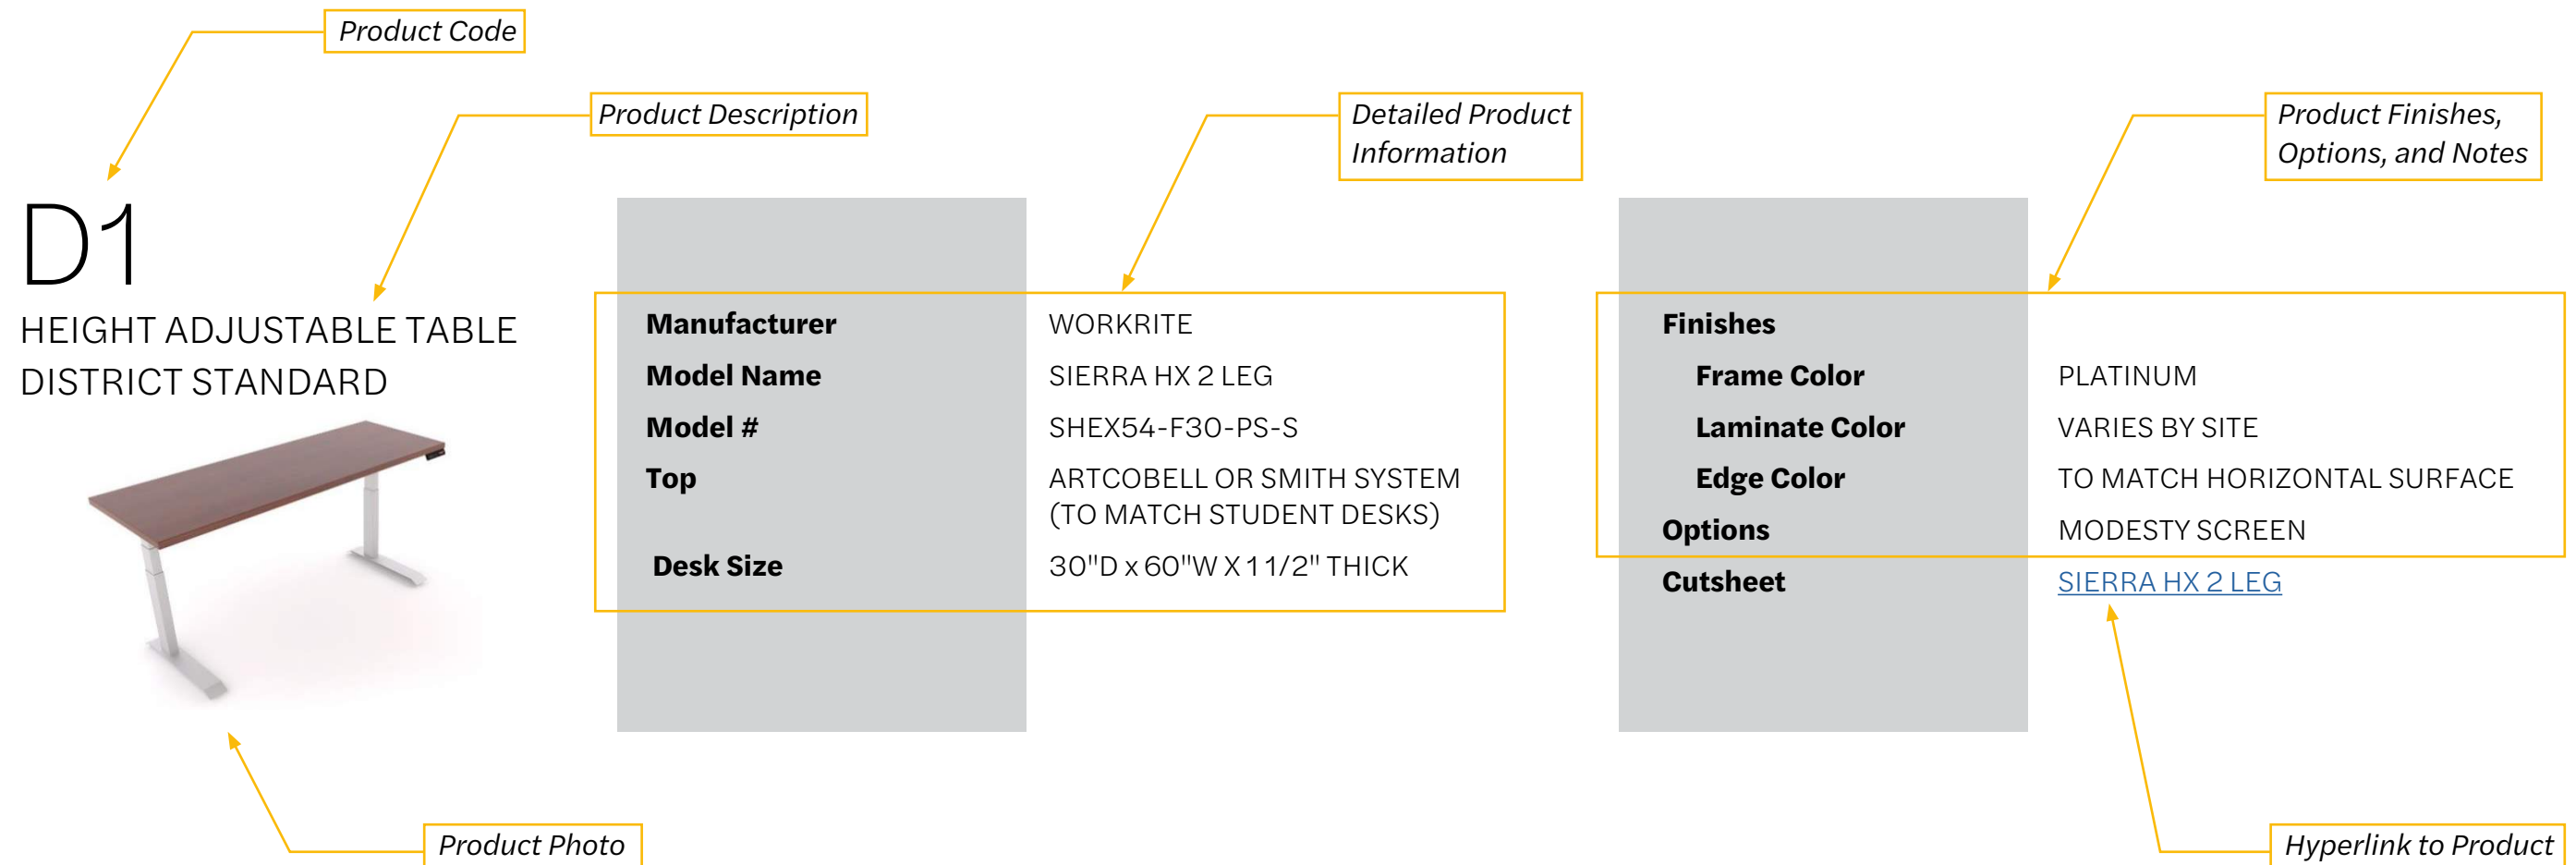 Product Code
Product Description
Detailed Product
Information
Product Finishes,
Options, and Notes
D1
HEIGHT ADJUSTABLE TABLE
DISTRICT STANDARD
Manufacturer WORKRITE
Model Name SIERRA HX 2 LEG
Model # SHEX54-F30-PS-S
Top ARTCOBELL OR SMITH SYSTEM
(TO MATCH STUDENT DESKS)
Desk Size 30"D x 60"W X 1 1/2" THICK
Finishes
Frame Color PLATINUM
Laminate Color VARIES BY SITE
Edge Color TO MATCH HORIZONTAL SURFACE
Options MODESTY SCREEN
Cutsheet SIERRA HX 2 LEG
Product Photo
Hyperlink to Product